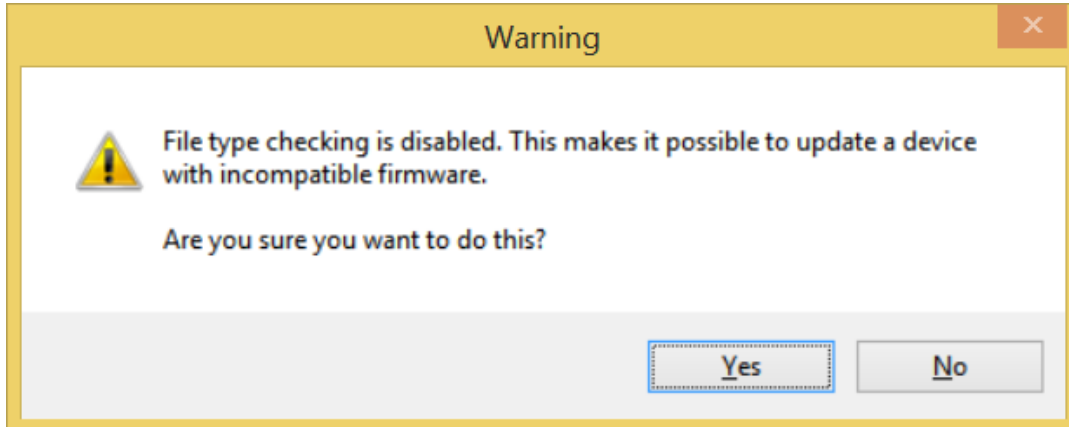 Warning
File type checking is disabled. This makes it possible to update a device
with incompatible firmware.
Are you sure you want to do this?
Yes
No